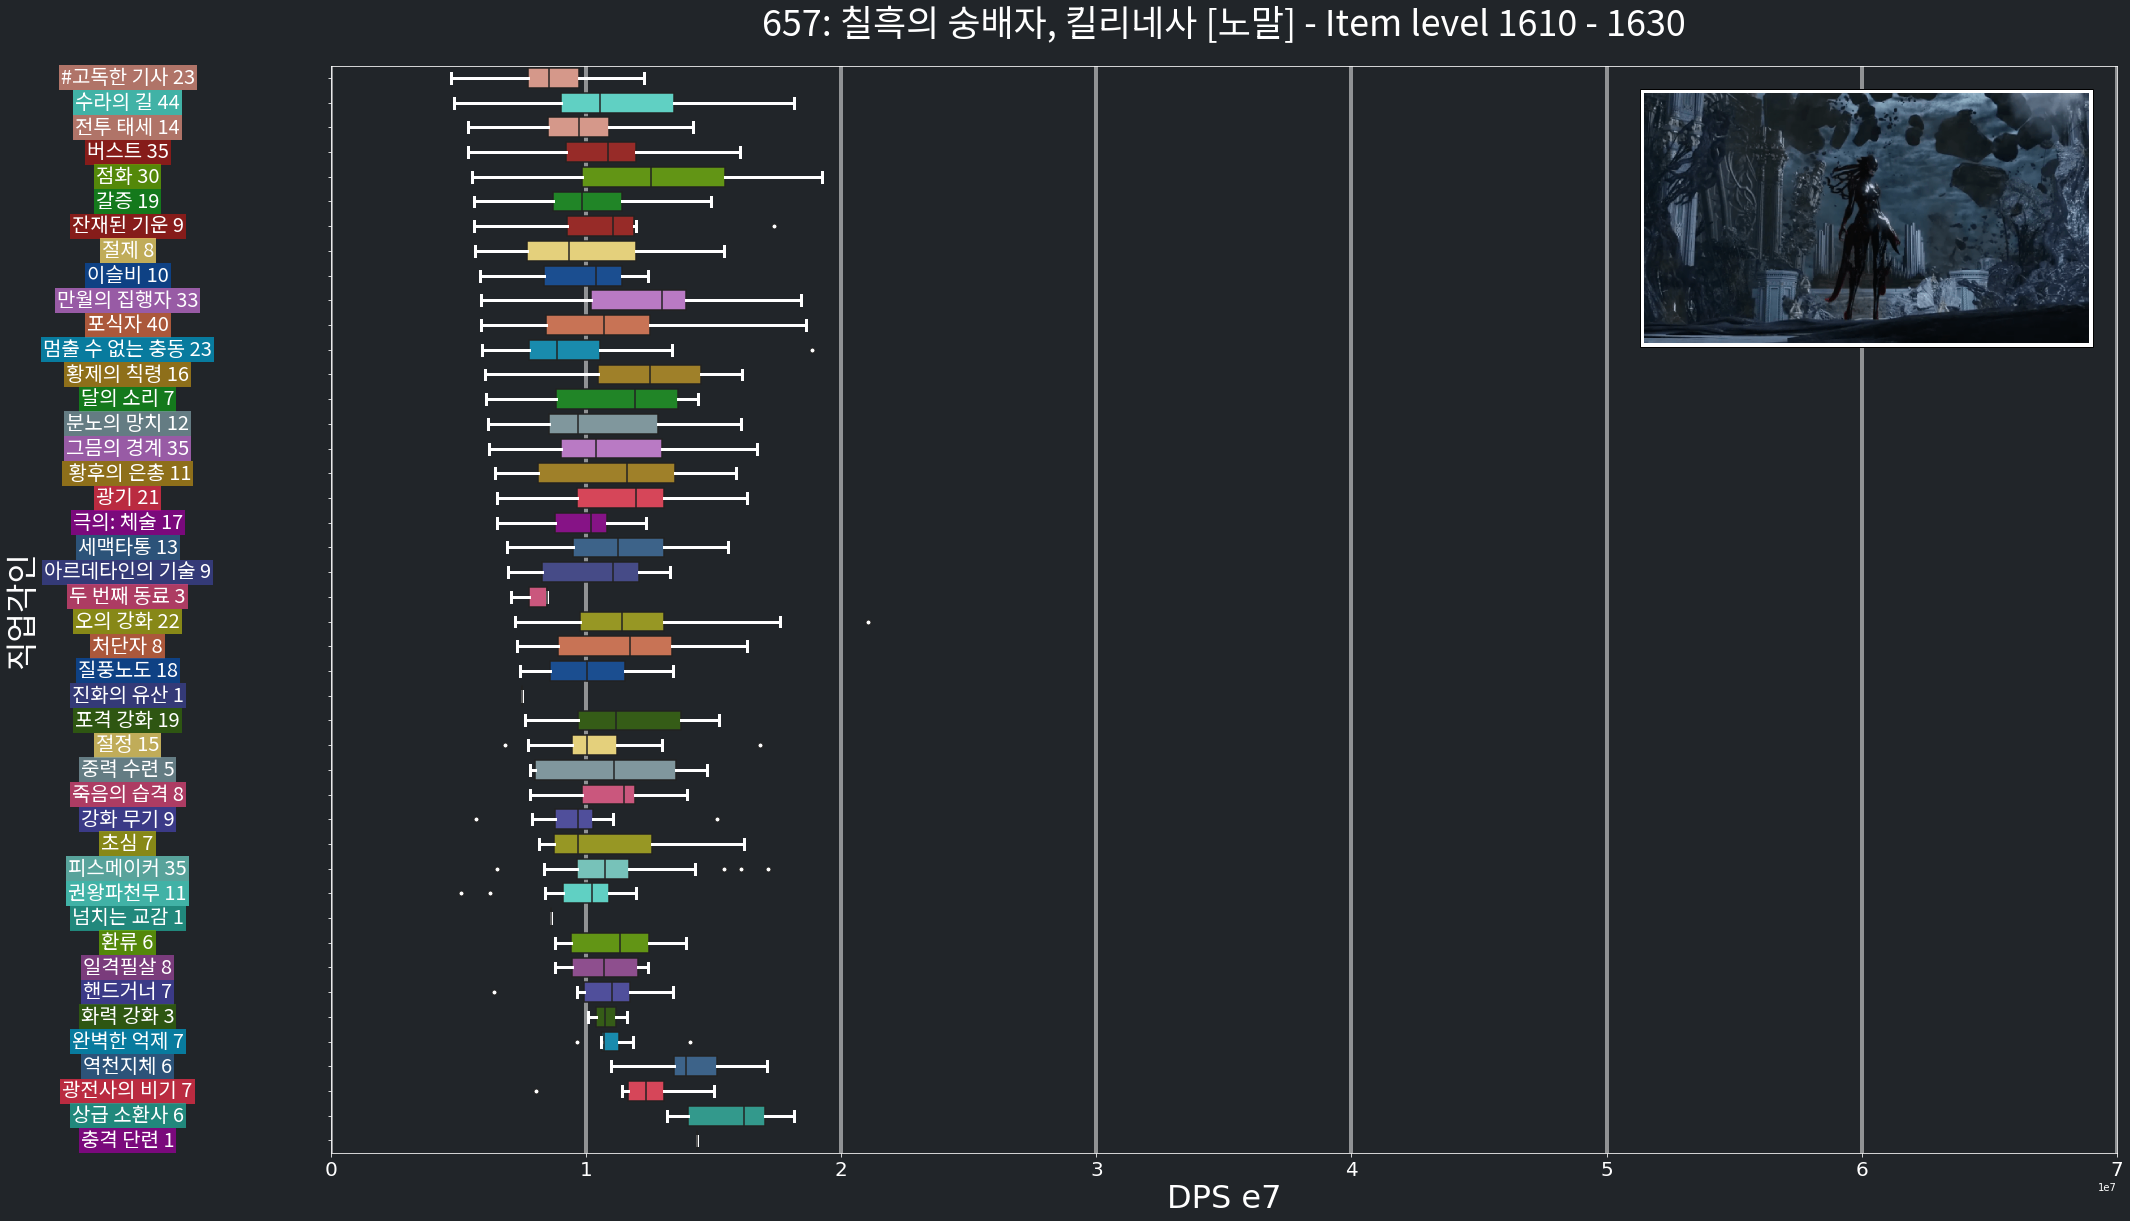 657: 칠흑의 숭배자, 킬리네사 [노말] - Item level 1610 - 1630
직업각인
#고독한 기사 23
수라의 길 44
전투 태세 14
버스트 35
점화 30
갈증 19
잔재된 기운 9
절제 8
이슬비 10
만월의 집행자 33
포식자 40
멈출 수 없는 충동 23
황제의 칙령 16
달의 소리 7
분노의 망치 12
그믐의 경계 35
황후의 은총 11
광기 21
극의: 체술 17
세맥타통 13
아르데타인의 기술 9
두 번째 동료 3
오의 강화 22
처단자 8
질풍노도 18
진화의 유산 1
포격 강화 19
절정 15
중력 수련 5
죽음의 습격 8
강화 무기 9
초심 7
피스메이커 35
권왕파천무 11
넘치는 교감 1
환류 6
일격필살 8
핸드거너 7
화력 강화 3
완벽한 억제 7
역천지체 6
광전사의 비기 7
상급 소환사 6
충격 단련 1
0 1 2 3 4 5 6 7
1e7
DPS e7